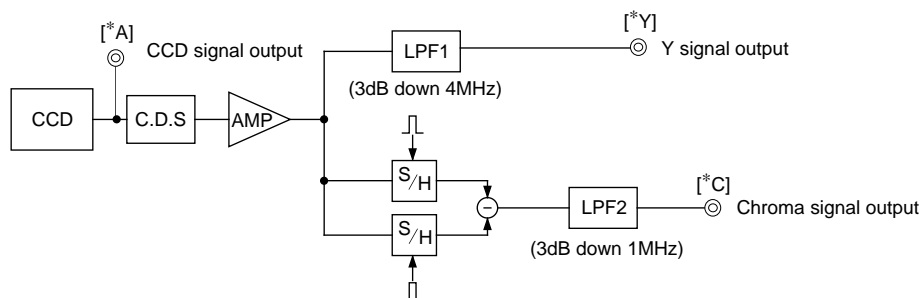 [*A]
CCD signal output
[*Y]
Y signal output
LPF1
(3dB down 4MHz)
CCD
C.D.S
AMP
S/H
[*C]
Chroma signal output
LPF2
(3dB down 1MHz)
S/H